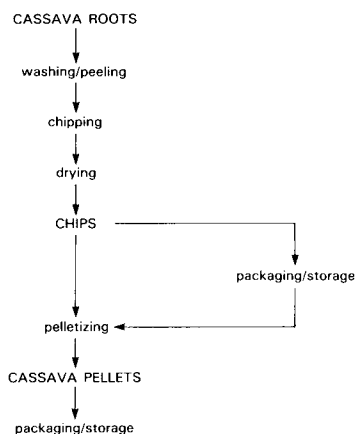 CASSAVA ROOTS
washing/peeling
chipping
drying
CHIPS
packaging/storage
pelletizing
CASSAVA PELLETS
packaging/storage